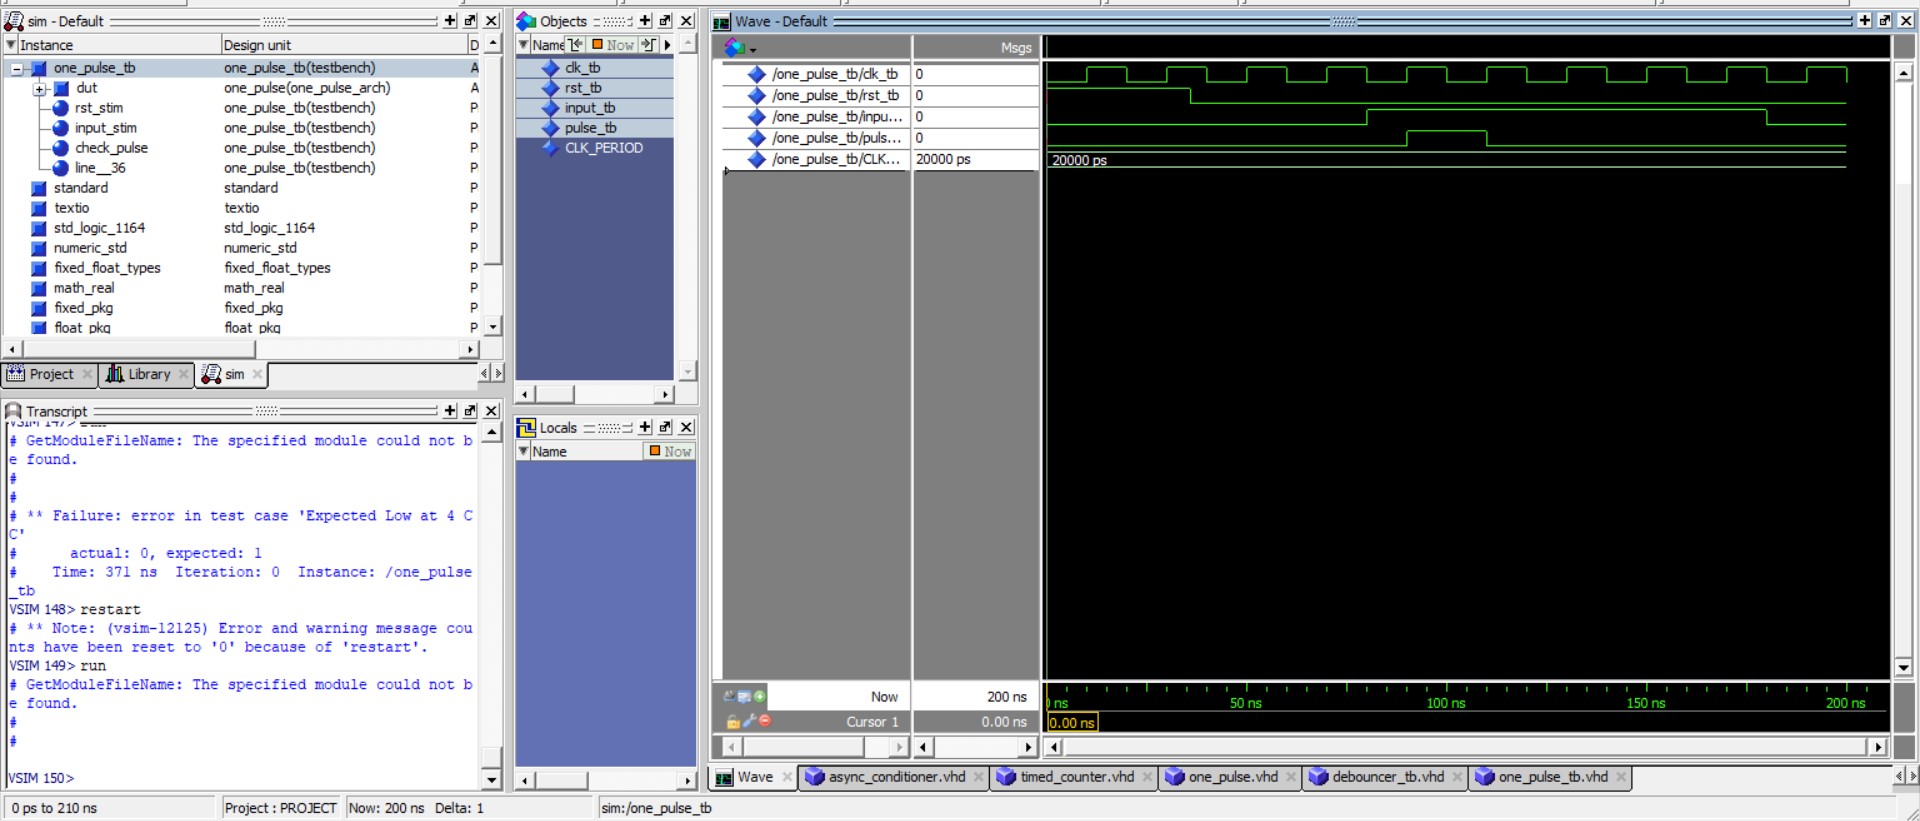 sim - Default
Instance Design unit D
one_pulse_tb one_pulse_tb(testbench) A
dut one_pulse(one_pulse_arch) A
rst_stim one_pulse_tb(testbench) P
input_stim one_pulse_tb(testbench) P
check_pulse one_pulse_tb(testbench) P
line__36 one_pulse_tb(testbench) P
standard standard P
textio textio P
std_logic_1164 std_logic_1164 P
numeric_std numeric_std P
fixed_float_types fixed_float_types P
math_real math_real P
fixed_pkg fixed_pkg P
float_pkg float_pkg P
Project Library sim
Transcript
VSIM 147> run
# GetModuleFileName: The specified module could not b
e found.
#
#
# ** Failure: error in test case 'Expected Low at 4 C
C'
# actual: 0, expected: 1
# Time: 371 ns Iteration: 0 Instance: /one_pulse
_tb
VSIM 148> restart
# ** Note: (vsim-12125) Error and warning message cou
nts have been reset to '0' because of 'restart'.
VSIM 149> run
# GetModuleFileName: The specified module could not b
e found.
#
#
VSIM 150>
Objects
Name Now
clk_tb
rst_tb
input_tb
pulse_tb
CLK_PERIOD
Locals
Name Now
Wave - Default
Msgs
/one_pulse_tb/clk_tb 0
/one_pulse_tb/rst_tb 0
/one_pulse_tb/inpu... 0
/one_pulse_tb/puls... 0
/one_pulse_tb/CLK... 20000 ps 20000 ps
Now 200 ns ns 50 ns 100 ns 150 ns 200 ns
Cursor 1 0.00 ns 0.00 ns
Wave async_conditioner.vhd timed_counter.vhd one_pulse.vhd debouncer_tb.vhd one_pulse_tb.vhd
0 ps to 210 ns Project : PROJECT Now: 200 ns Delta: 1 sim:/one_pulse_tb